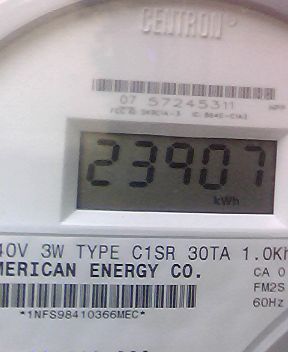 CENTRON®
07 57245311
23907
kWh
40V 3W TYPE C1SR 30TA 1.0Kh
MERICAN ENERGY CO.
CA 0
FM2S
60Hz
*1NFS98410366MEC*